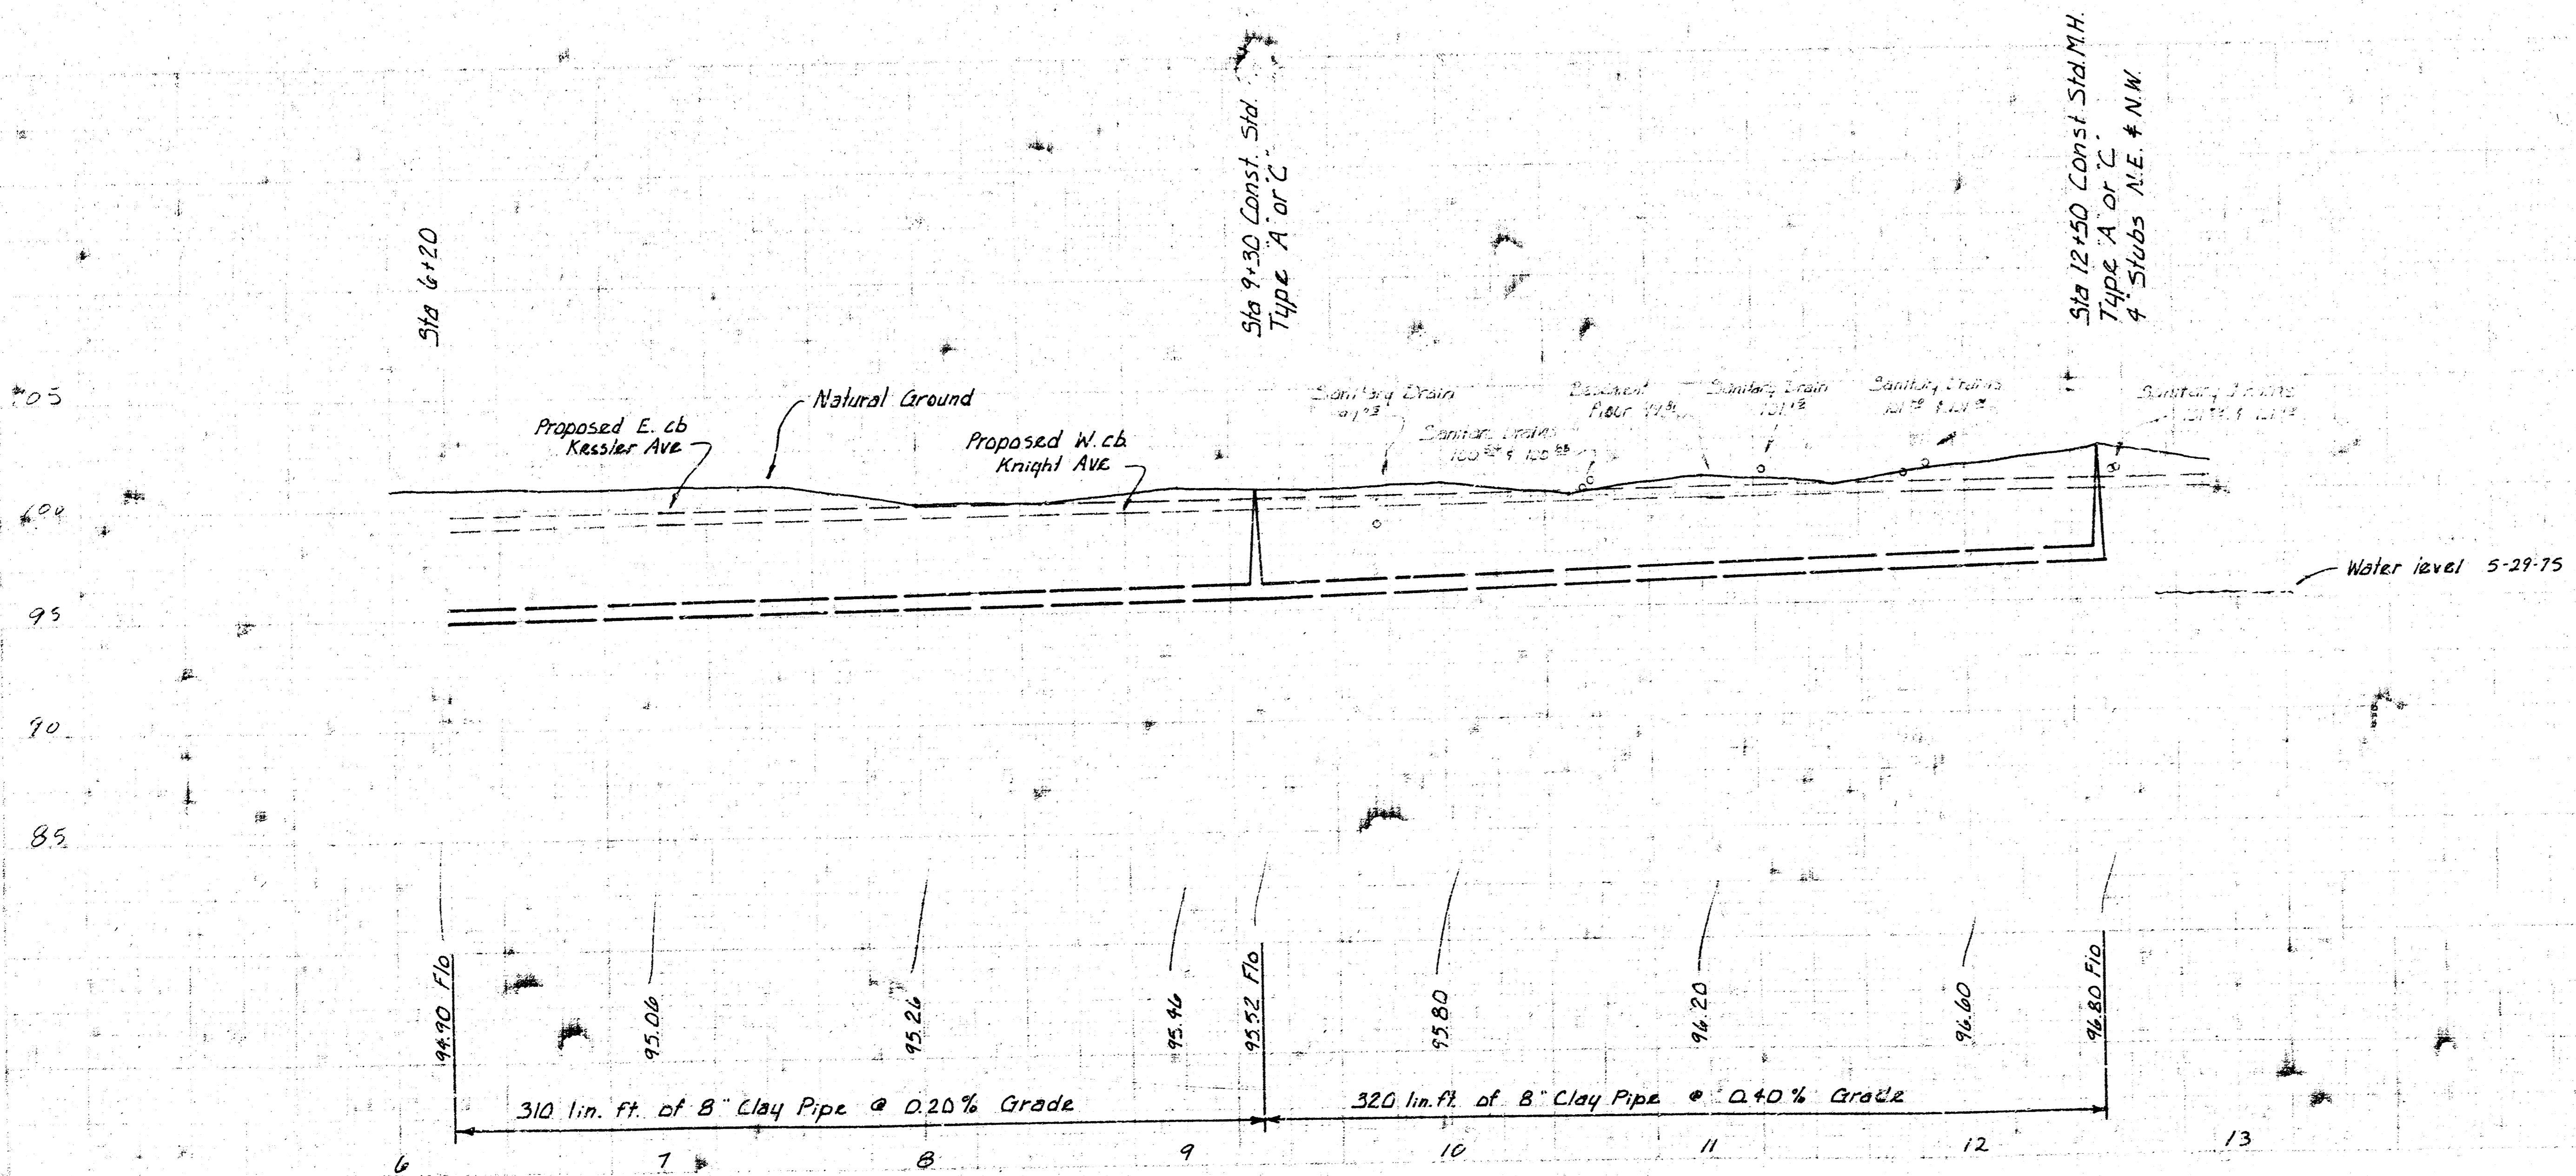 Sta 6+20
Sta 9+30 Const. Std.
Type "A" or "C"
Sta 12+50 Const Std. M.H.
Type "A" or "C"
4" Stubs N.E. & N.W.
105
100
95
90
85
Proposed E. cb
Kessler Ave
Natural Ground
Proposed W. cb
Knight Ave
Sanitary Drain
Sanitary Drains
Basement
Floor
Sanitary Drain
Sanitary Drains
Sanitary Drains
Water level 5-29-75
94.90 Flo
95.06
95.26
95.46
95.52 Flo
95.80
96.20
96.60
96.80 Flo
310 lin. ft. of 8" Clay Pipe @ 0.20% Grade
320 lin. ft. of 8" Clay Pipe @ 0.40% Grade
6 7 8 9 10 11 12 13